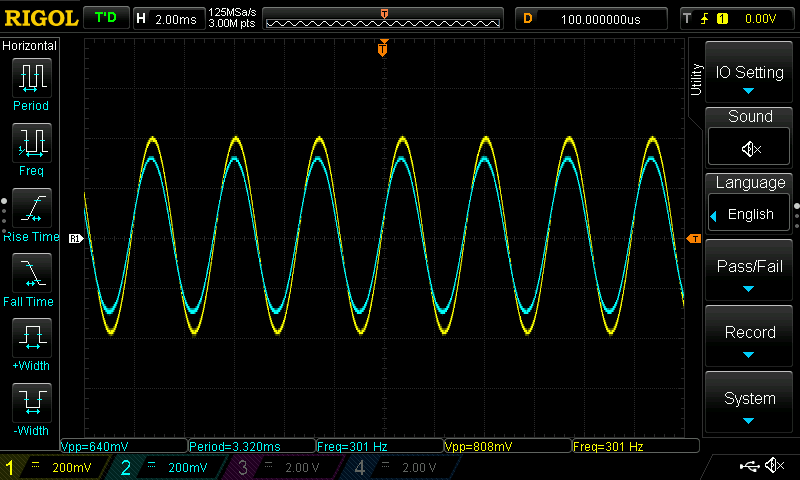 RIGOL T'D H 2.00ms 125MSa/s D 100.000000us T 1 0.00V
3.00M pts
T
Horizontal
Period
Freq
Rise Time
Fall Time
+Width
-Width
R1
T
Utility
IO Setting
Sound
Language
English
Pass/Fail
Record
System
Vpp=640mV Period=3.320ms Freq=301 Hz Vpp=808mV Freq=301 Hz
1 200mV 2 200mV 3 2.00 V 4 2.00 V